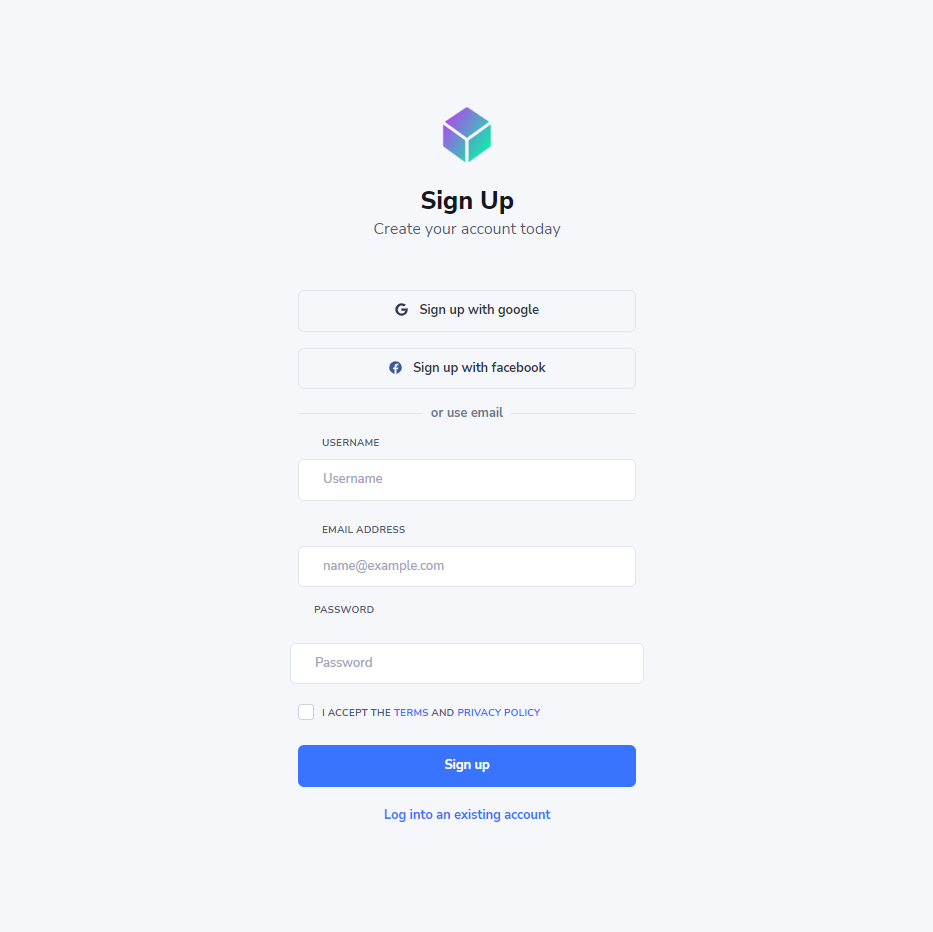 Sign Up
Create your account today
Sign up with google
Sign up with facebook
or use email
USERNAME
Username
EMAIL ADDRESS
name@example.com
PASSWORD
Password
I ACCEPT THE TERMS AND PRIVACY POLICY
Sign up
Log into an existing account